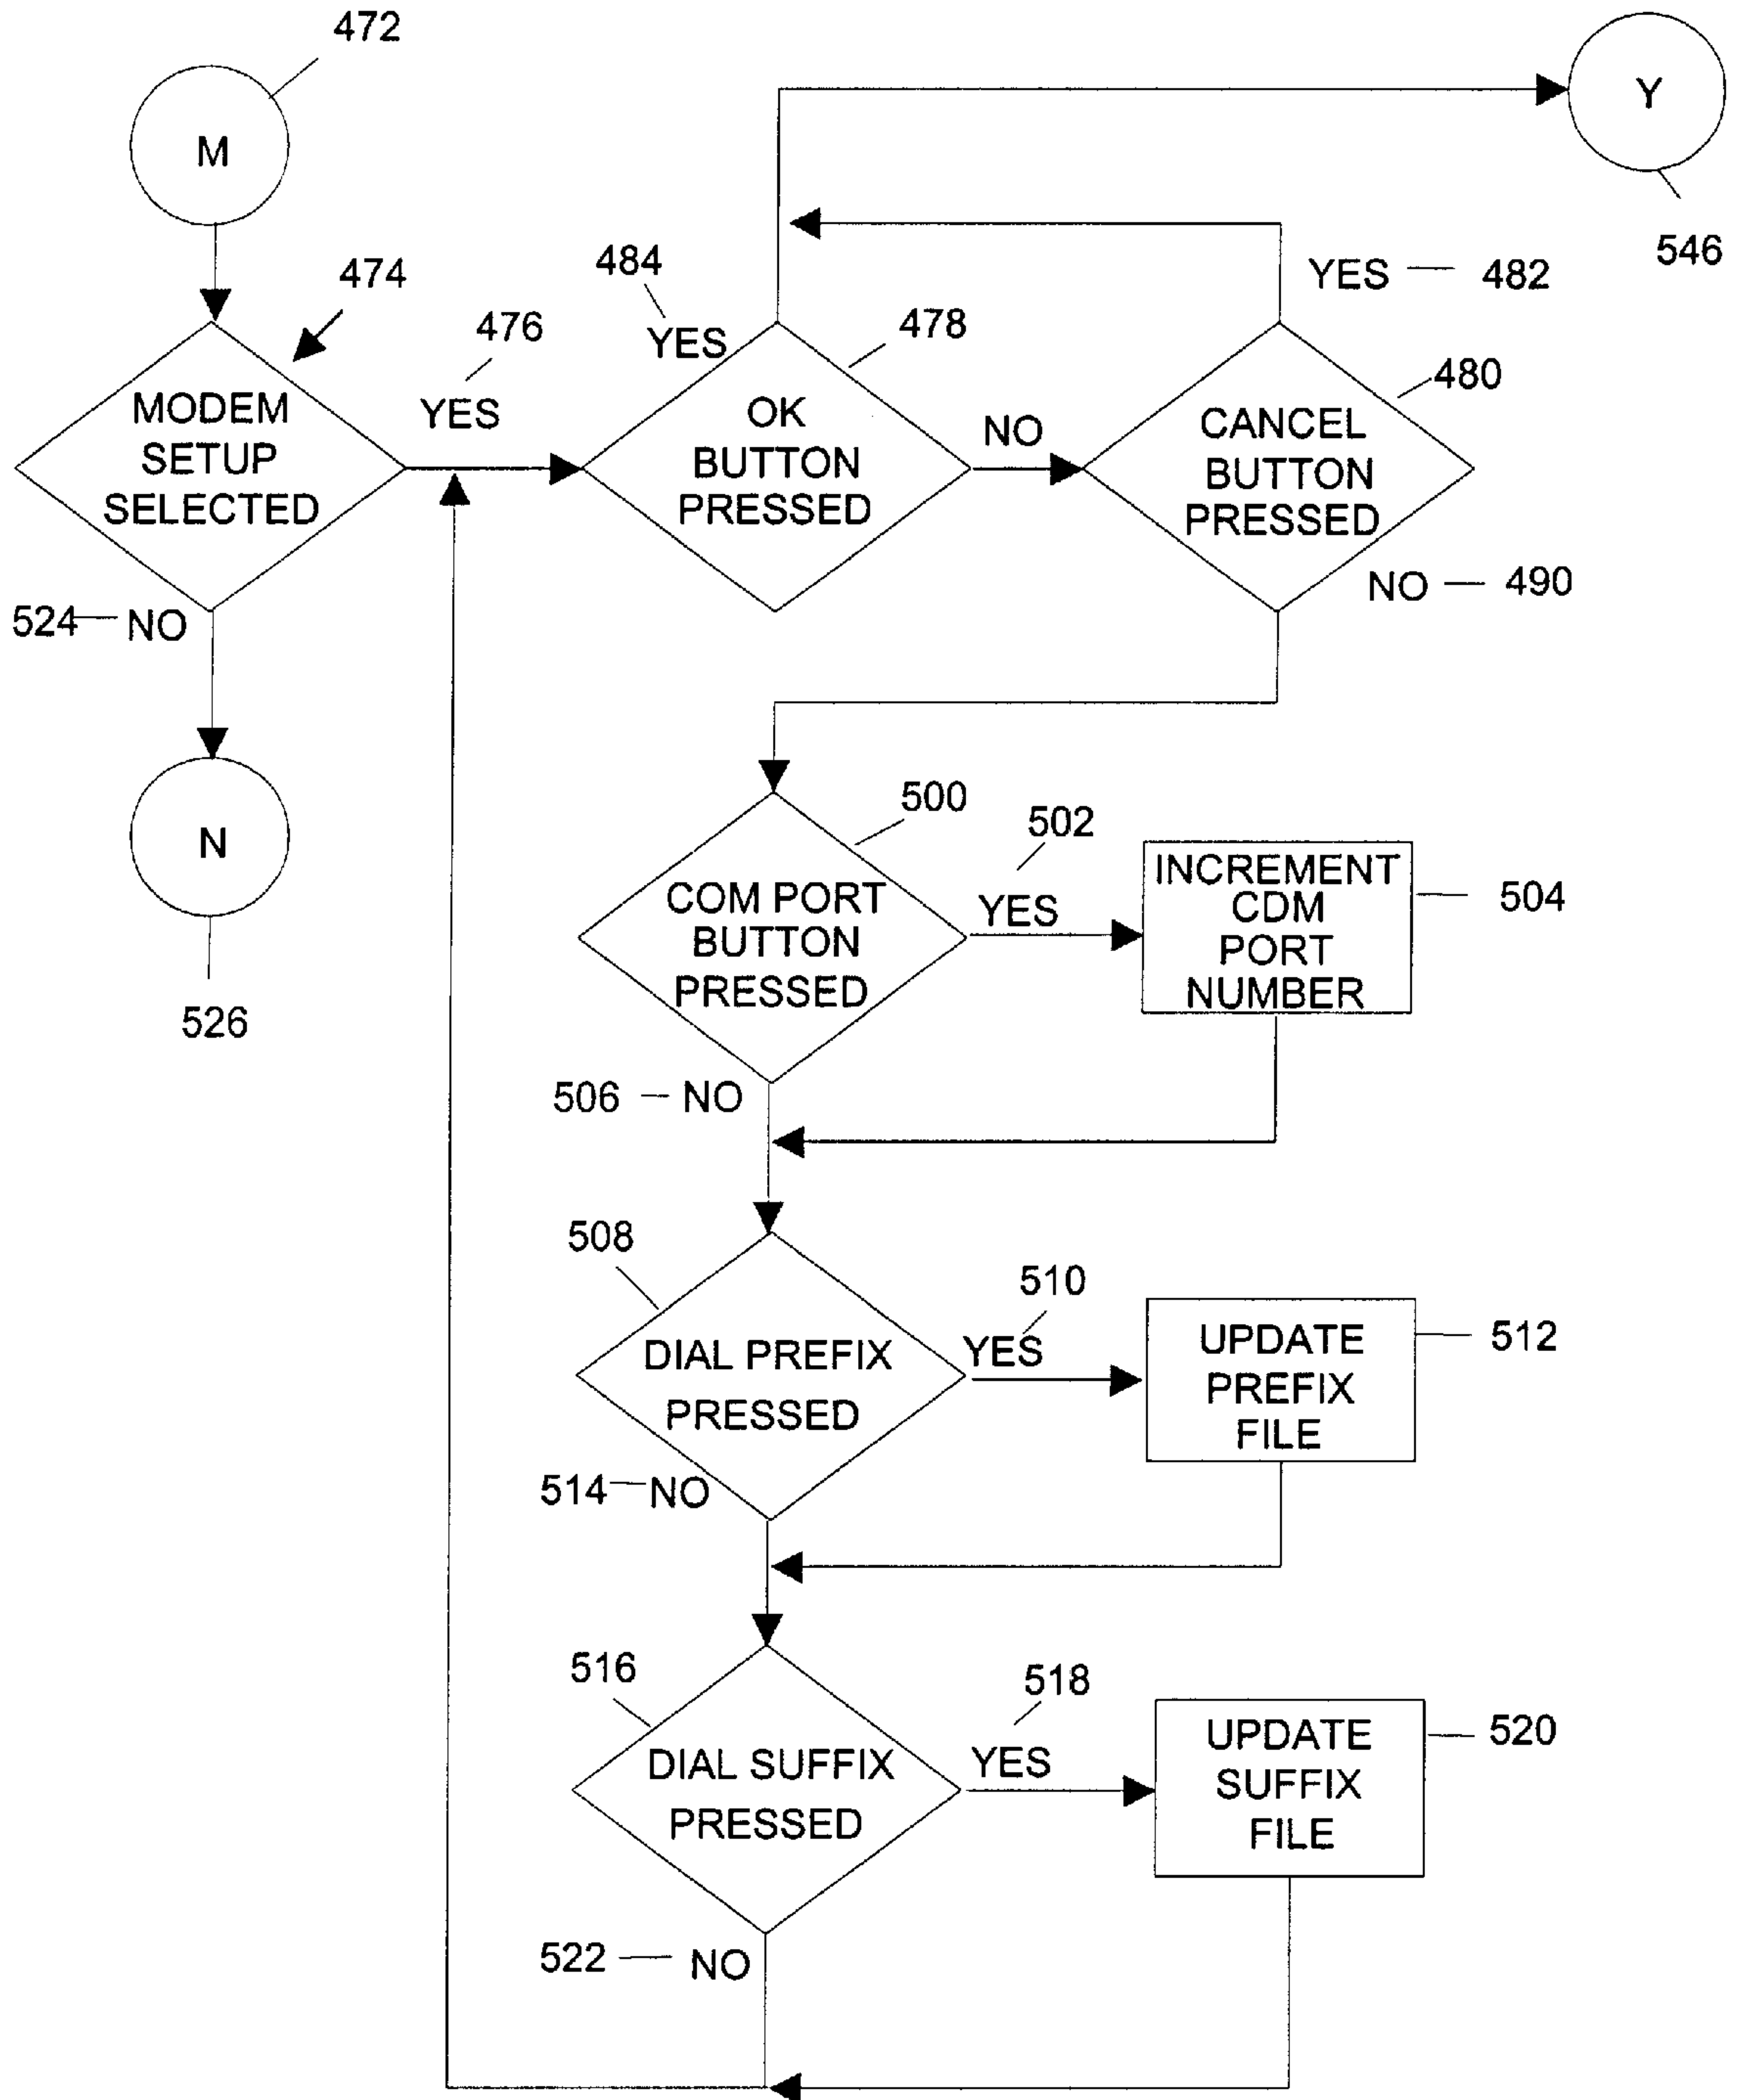 472
M
Y
546
474
MODEM
SETUP
SELECTED
476
YES
484
YES
478
OK
BUTTON
PRESSED
NO
YES
482
480
CANCEL
BUTTON
PRESSED
NO
490
524
NO
N
526
500
COM PORT
BUTTON
PRESSED
502
YES
INCREMENT
CDM
PORT
NUMBER
504
506
NO
508
DIAL PREFIX
PRESSED
510
YES
UPDATE
PREFIX
FILE
512
514
NO
516
DIAL SUFFIX
PRESSED
518
YES
UPDATE
SUFFIX
FILE
520
522
NO